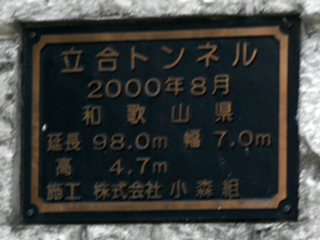 立合トンネル
2000年8月
和歌山県
延長 98.0m 幅 7.0m
高 4.7m
施工 株式会社 小森組